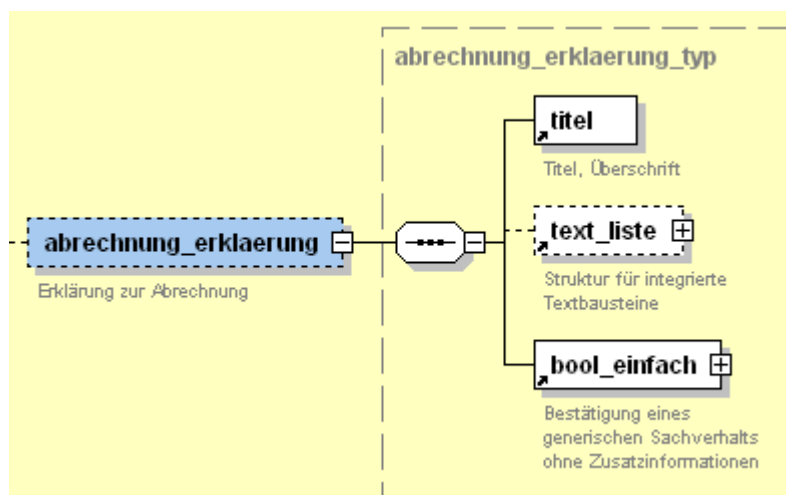 abrechnung_erklaerung_typ
titel
Titel, Überschrift
abrechnung_erklaerung
Erklärung zur Abrechnung
text_liste
Struktur für integrierte
Textbausteine
bool_einfach
Bestätigung eines
generischen Sachverhalts
ohne Zusatzinformationen